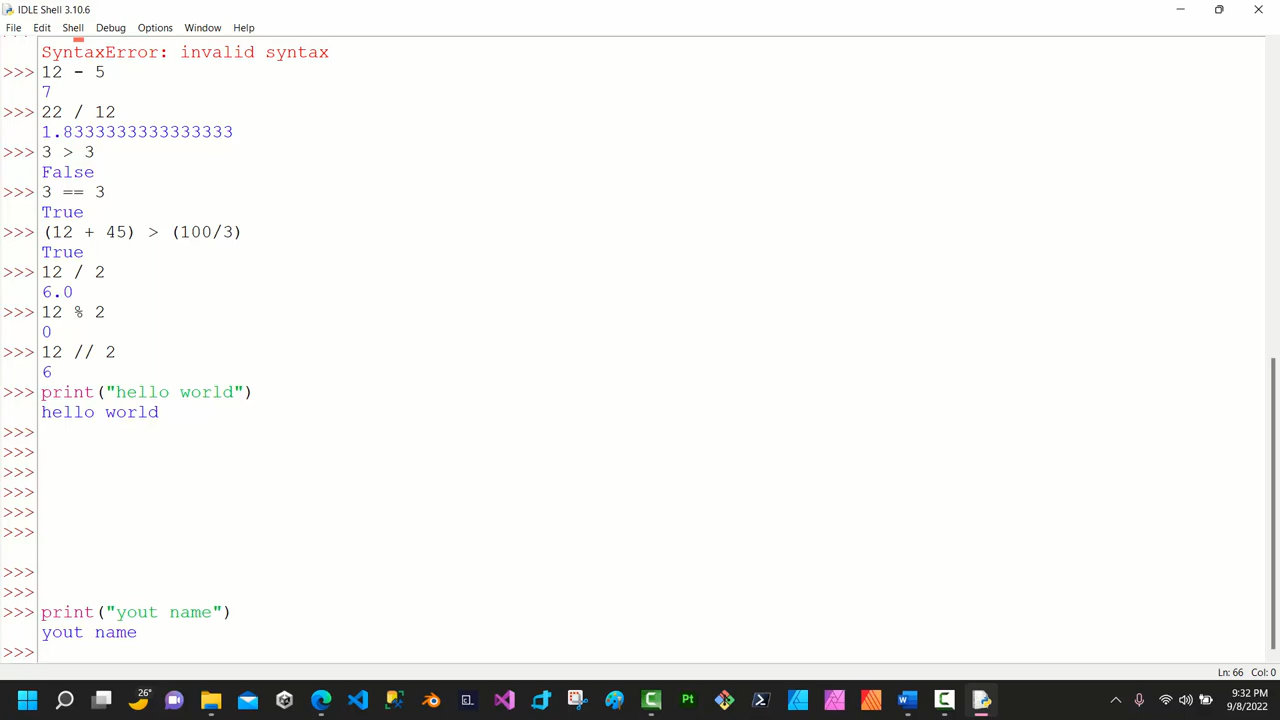 IDLE Shell 3.10.6
File Edit Shell Debug Options Window Help
SyntaxError: invalid syntax
>>> 12 - 5
7
>>> 22 / 12
1.8333333333333333
>>> 3 > 3
False
>>> 3 == 3
True
>>> (12 + 45) > (100/3)
True
>>> 12 / 2
6.0
>>> 12 % 2
0
>>> 12 // 2
6
>>> print("hello world")
hello world
>>>
>>>
>>>
>>>
>>>
>>>
>>>
>>>
>>> print("yout name")
yout name
>>>
Ln: 66 Col: 0
26°
Pt
9:32 PM
9/8/2022